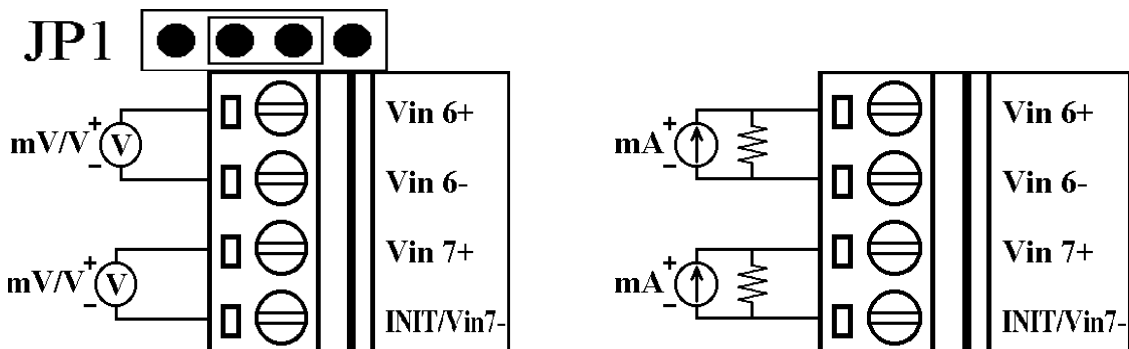 JP1
mV/V + V -
Vin 6+
Vin 6-
mV/V + V -
Vin 7+
INIT/Vin7-
mA + -
Vin 6+
Vin 6-
mA + -
Vin 7+
INIT/Vin7-